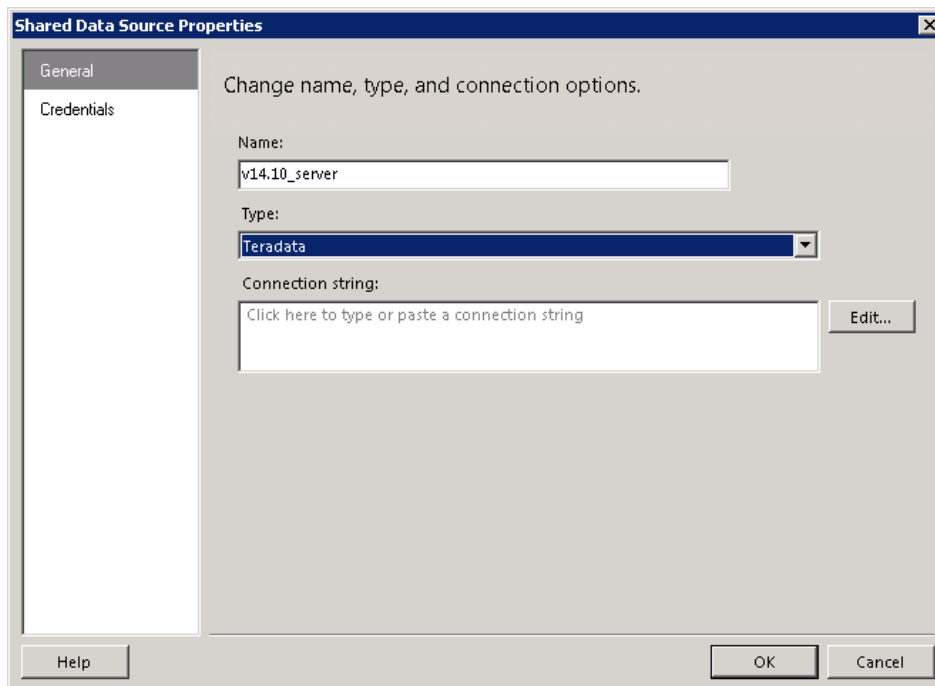 Shared Data Source Properties
General
Credentials
Change name, type, and connection options.
Name:
v14.10_server
Type:
Teradata
Connection string:
Click here to type or paste a connection string
Edit...
Help
OK
Cancel